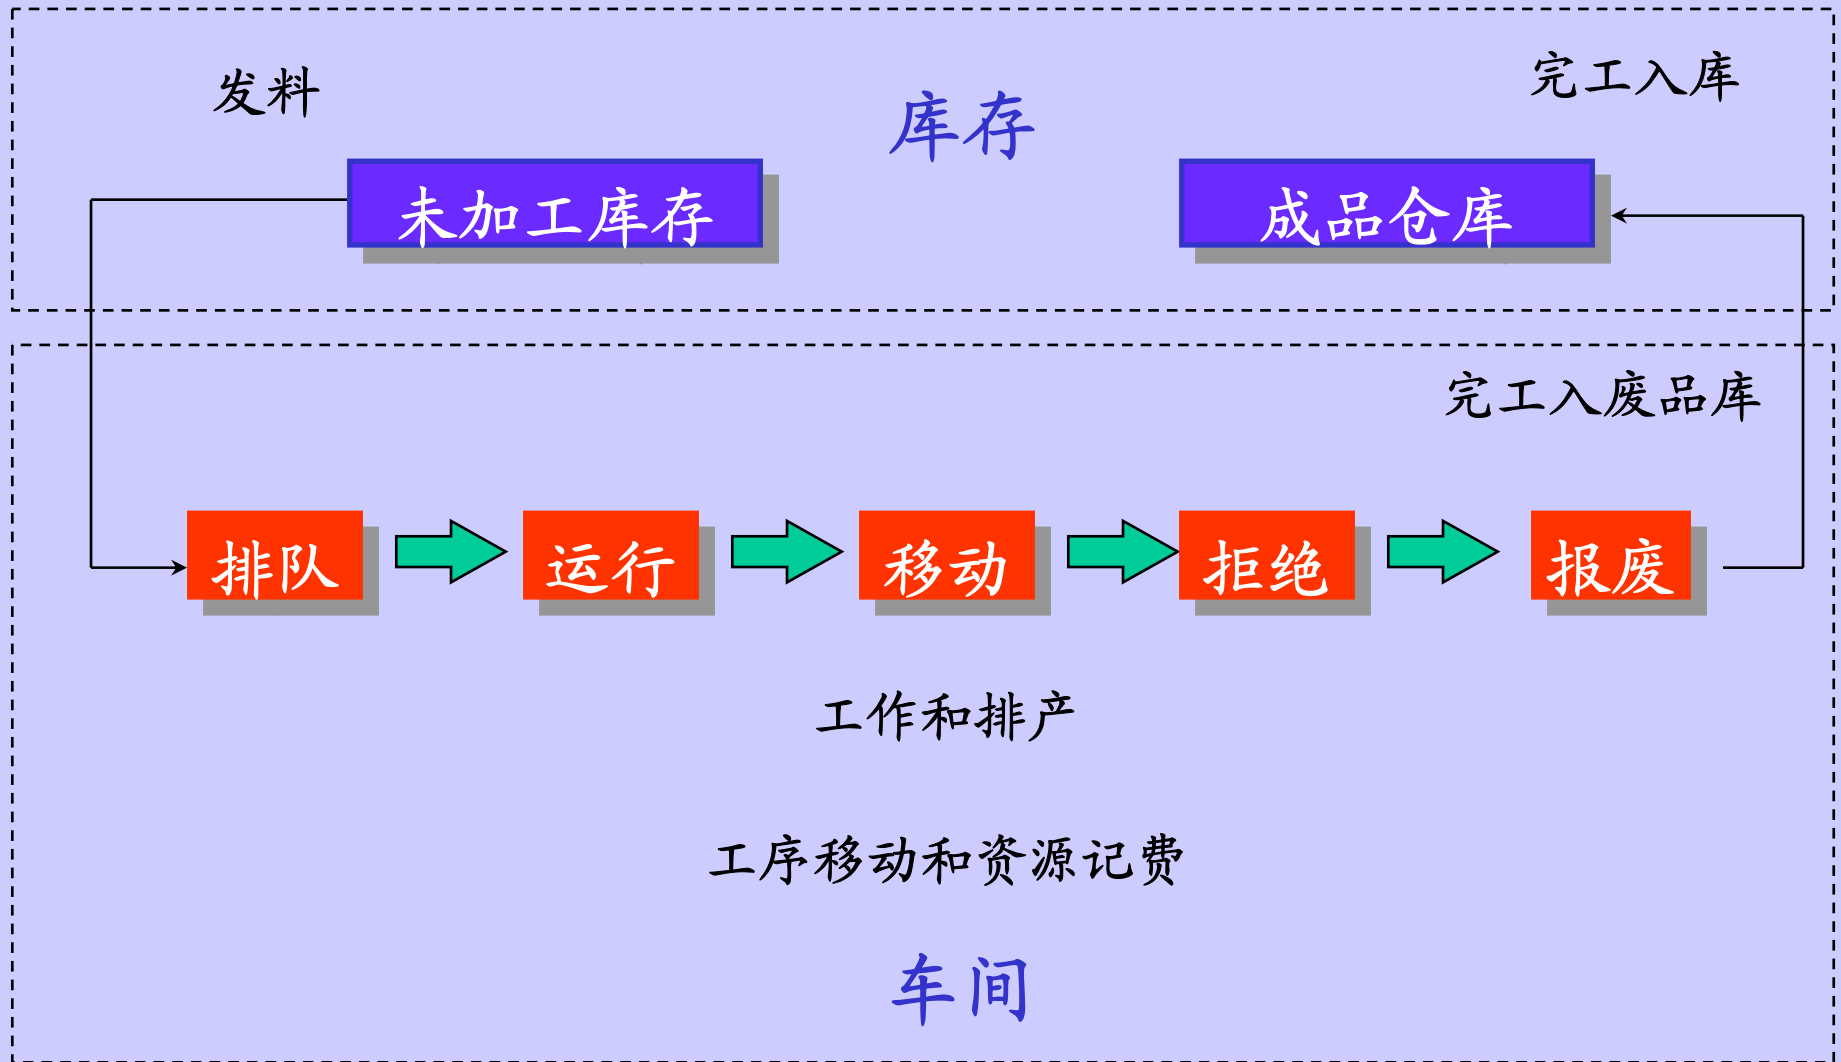 发料
完工入库
库存
未加工库存
成品仓库
完工入废品库
排队
运行
移动
拒绝
报废
工作和排产
工序移动和资源记费
车间